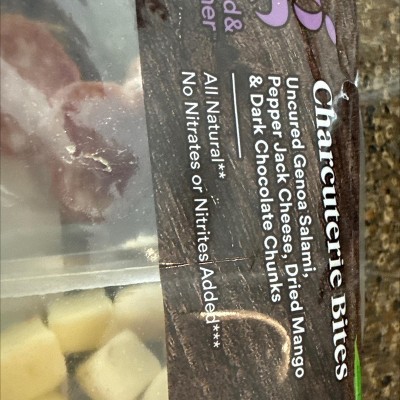 d &
ner
Charcuterie Bites
Uncured Genoa Salami,
Pepper Jack Cheese, Dried Mango
& Dark Chocolate Chunks
All Natural**
No Nitrates or Nitrites Added***